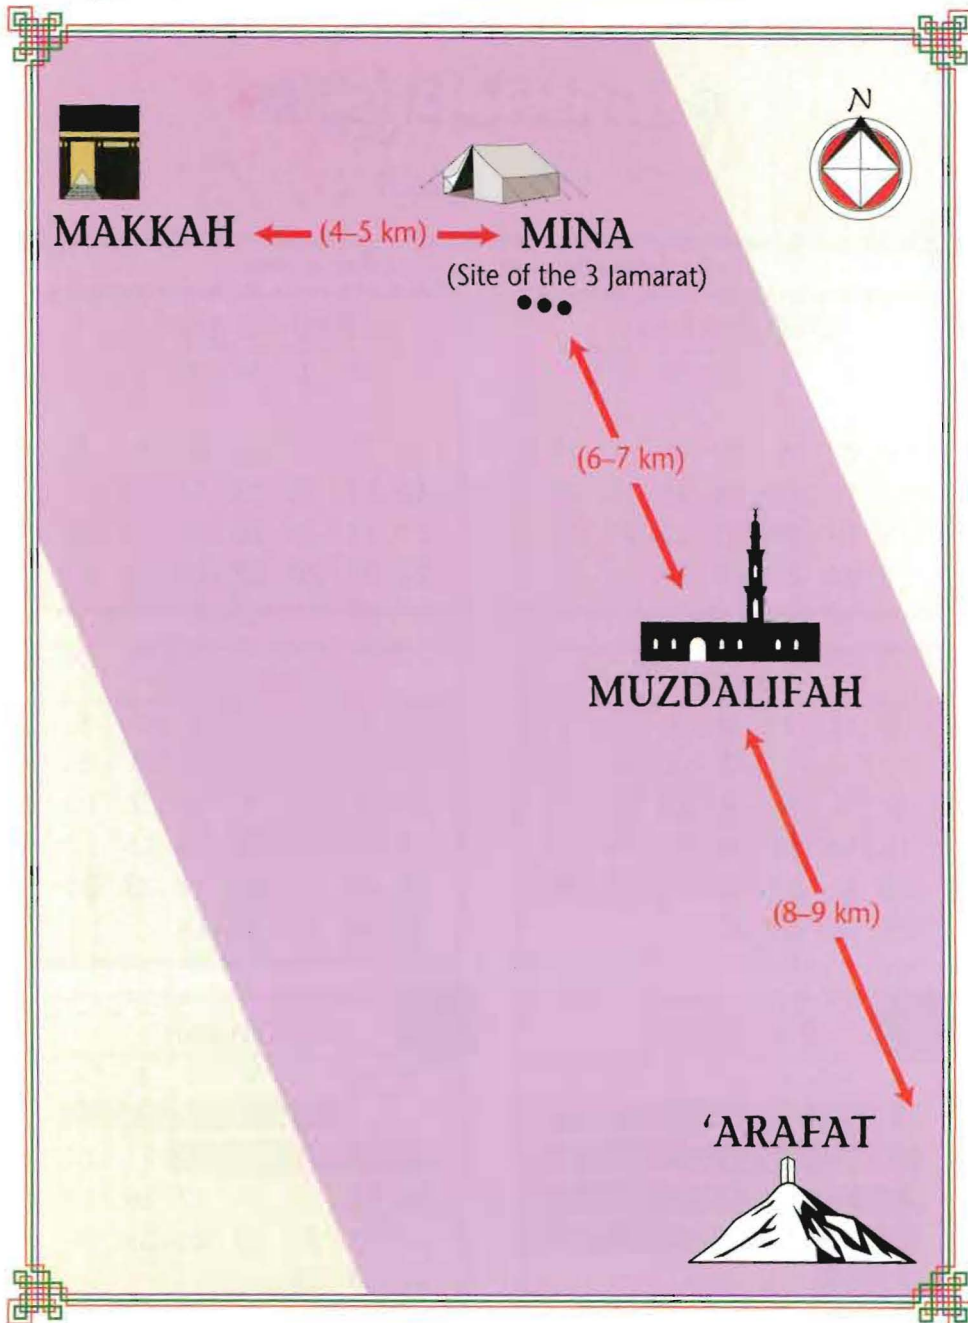 N
MAKKAH (4–5 km) MINA
(Site of the 3 Jamarat)
(6–7 km)
MUZDALIFAH
(8–9 km)
‘ARAFAT